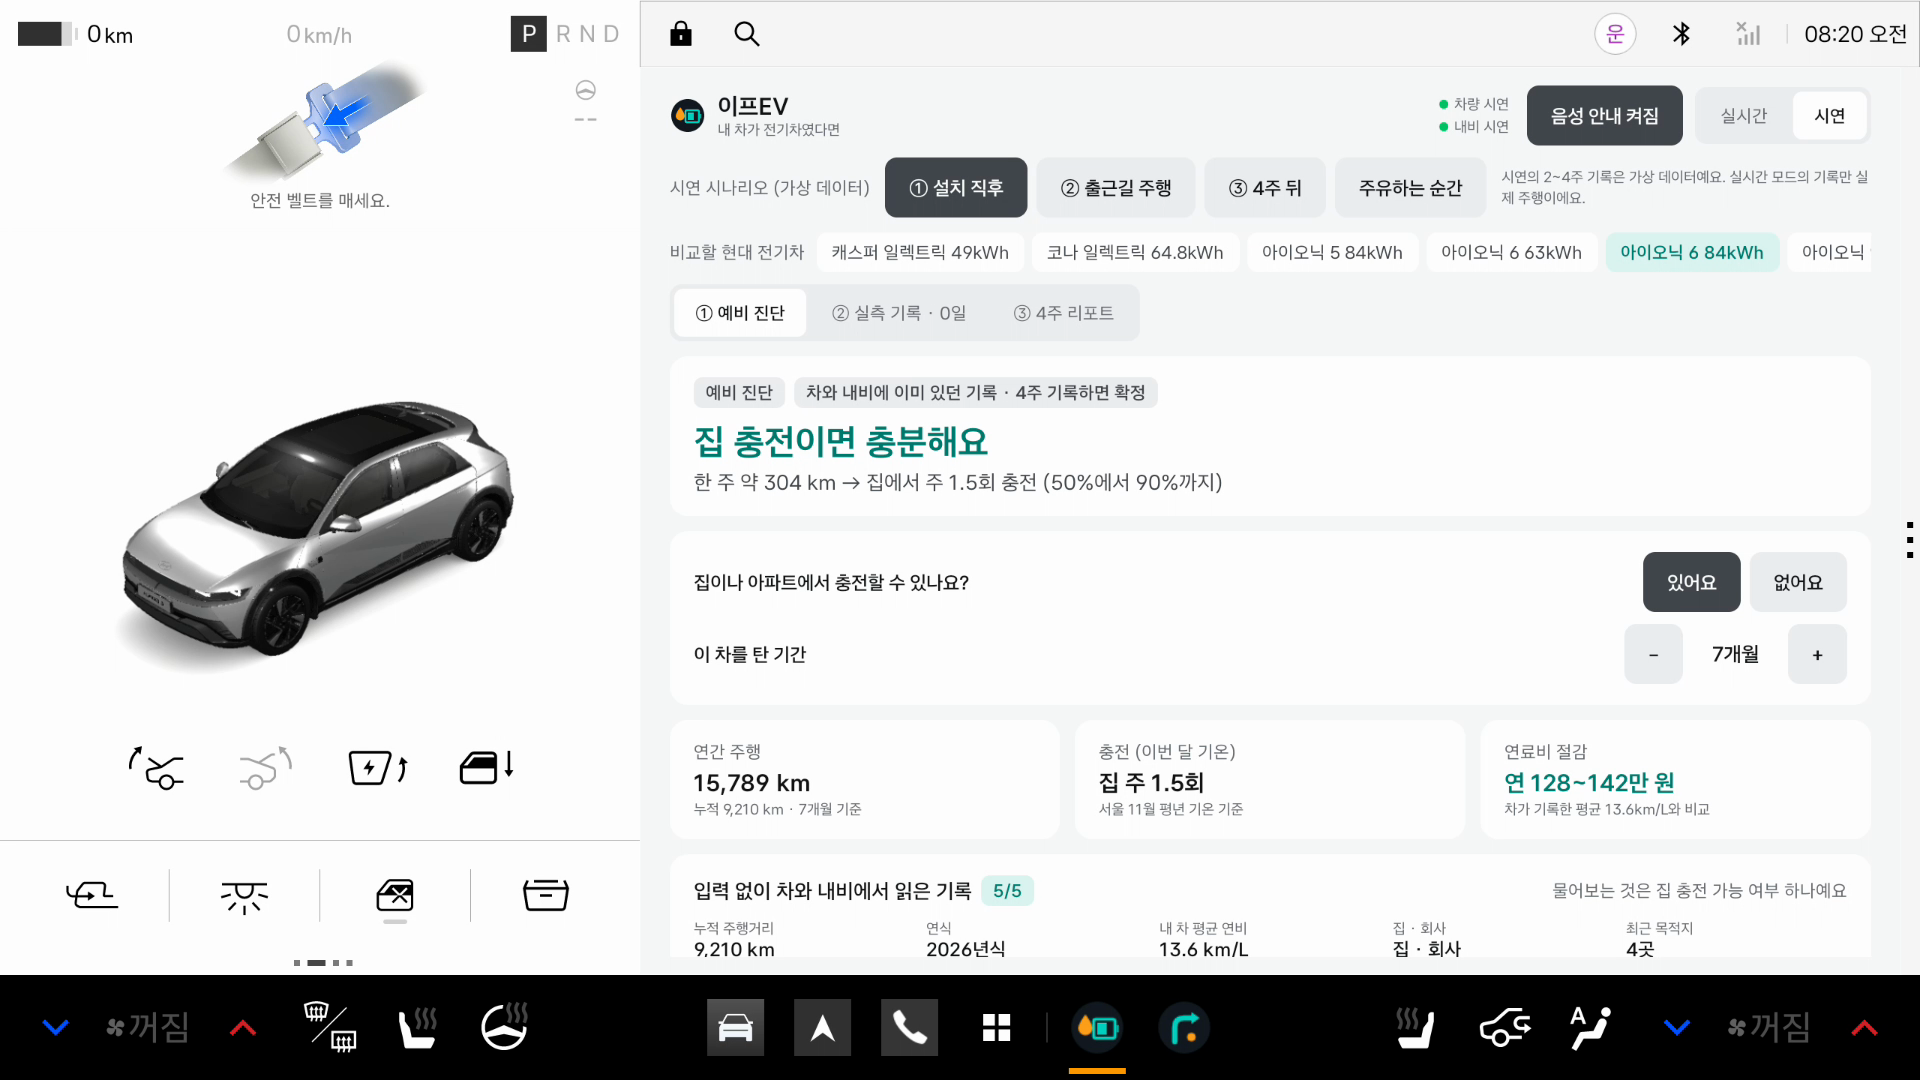 0 km
0 km/h
P R N D
안전 벨트를 매세요.
운
08:20 오전
이프EV
내 차가 전기차였다면
차량 시연
내비 시연
음성 안내 켜짐
실시간
시연
시연 시나리오 (가상 데이터)
① 설치 직후
② 출근길 주행
③ 4주 뒤
주유하는 순간
시연의 2~4주 기록은 가상 데이터예요. 실시간 모드의 기록만 실
제 주행이에요.
비교할 현대 전기차
캐스퍼 일렉트릭 49kWh
코나 일렉트릭 64.8kWh
아이오닉 5 84kWh
아이오닉 6 63kWh
아이오닉 6 84kWh
아이오닉
① 예비 진단
② 실측 기록 · 0일
③ 4주 리포트
예비 진단
차와 내비에 이미 있던 기록 · 4주 기록하면 확정
집 충전이면 충분해요
한 주 약 304 km → 집에서 주 1.5회 충전 (50%에서 90%까지)
집이나 아파트에서 충전할 수 있나요?
있어요
없어요
이 차를 탄 기간
−
7개월
+
연간 주행
15,789 km
누적 9,210 km · 7개월 기준
충전 (이번 달 기온)
집 주 1.5회
서울 11월 평년 기온 기준
연료비 절감
연 128~142만 원
차가 기록한 평균 13.6km/L와 비교
입력 없이 차와 내비에서 읽은 기록
5/5
물어보는 것은 집 충전 가능 여부 하나예요
누적 주행거리
9,210 km
연식
2026년식
내 차 평균 연비
13.6 km/L
집 · 회사
집 · 회사
최근 목적지
4곳
꺼짐
A
꺼짐